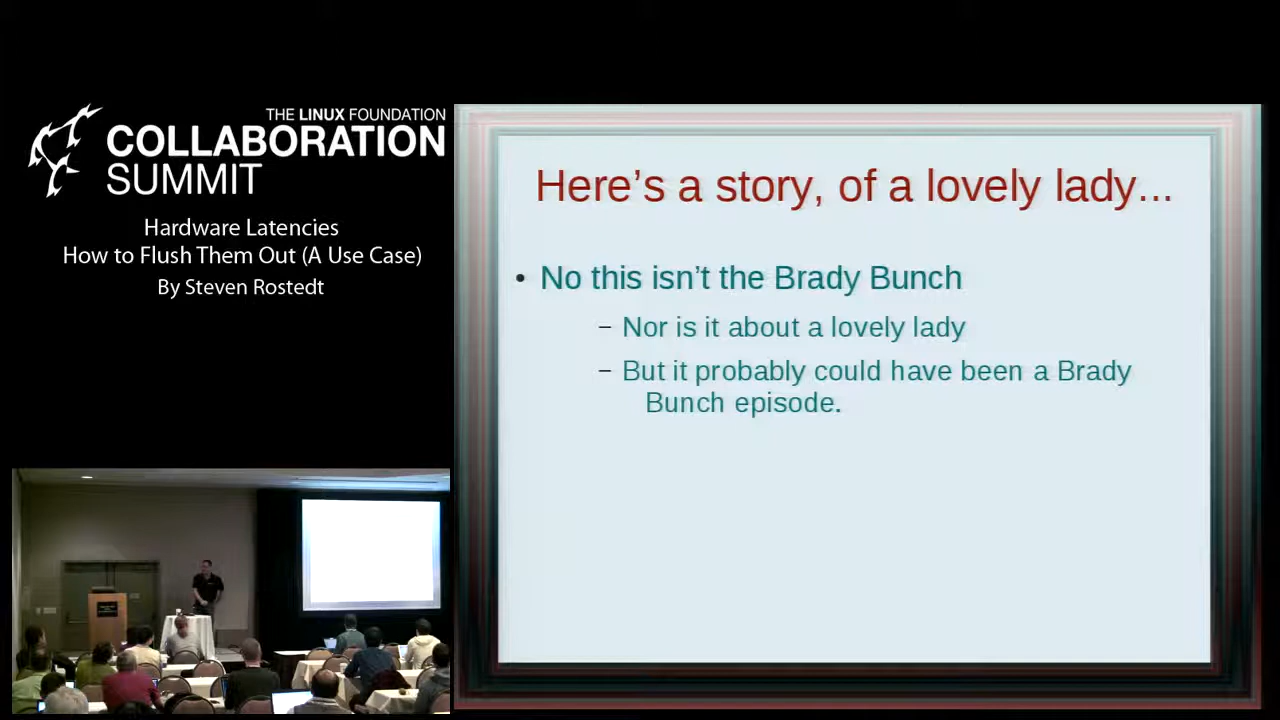 THE LINUX FOUNDATION
COLLABORATION
SUMMIT
Hardware Latencies
How to Flush Them Out (A Use Case)
By Steven Rostedt
Here's a story, of a lovely lady...
• No this isn't the Brady Bunch
– Nor is it about a lovely lady
– But it probably could have been a Brady
Bunch episode.